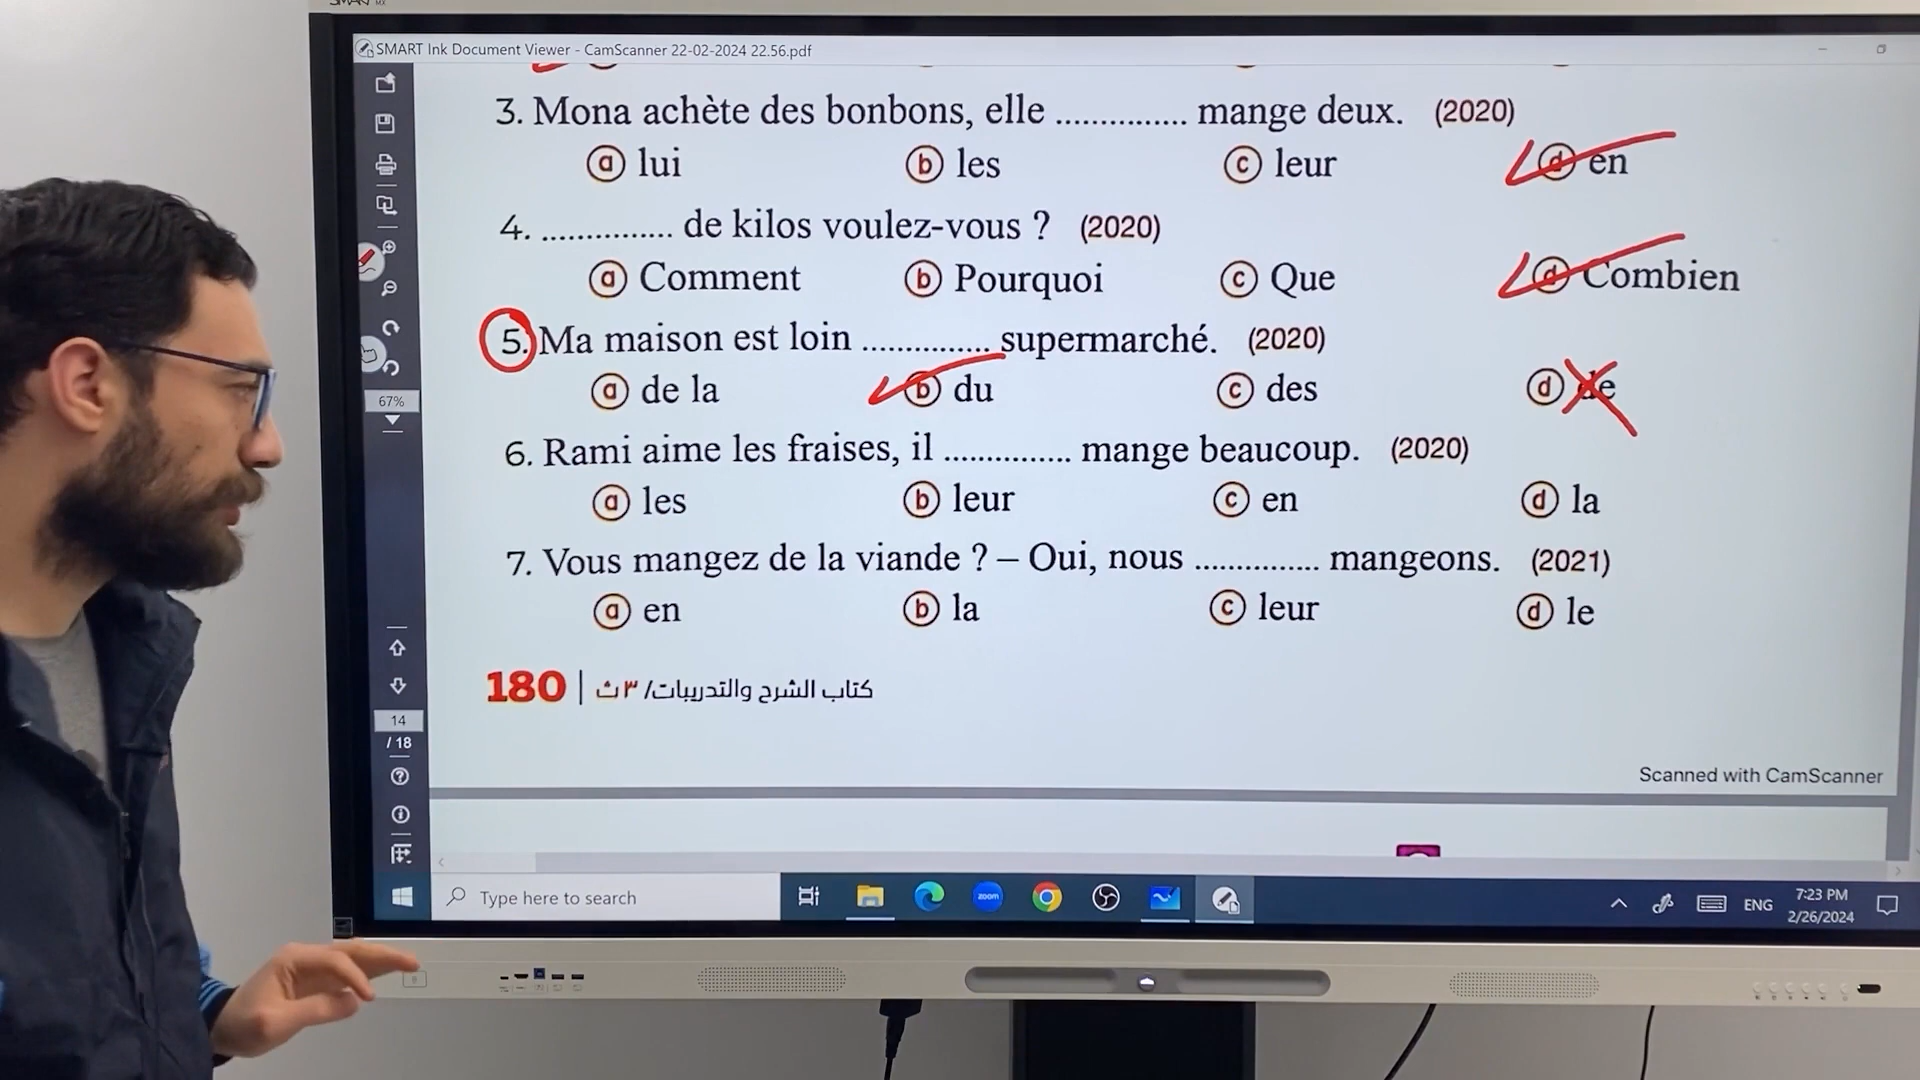 SMART Ink Document Viewer - CamScanner 22-02-2024 22.56.pdf
3. Mona achète des bonbons, elle ............... mange deux. (2020)
a lui b les c leur d en
4. ............... de kilos voulez-vous ? (2020)
a Comment b Pourquoi c Que d Combien
5. Ma maison est loin ............... supermarché. (2020)
a de la b du c des d de
6. Rami aime les fraises, il ............... mange beaucoup. (2020)
a les b leur c en d la
7. Vous mangez de la viande ? – Oui, nous ............... mangeons. (2021)
a en b la c leur d le
180 | كتاب الشرح والتدريبات/ ٣ث
Scanned with CamScanner
67%
14
/ 18
Type here to search
zoom
ENG
7:23 PM
2/26/2024